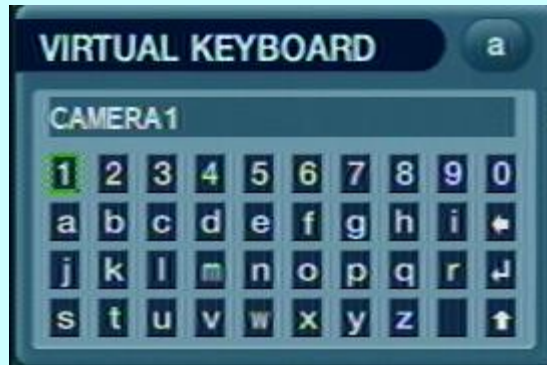 VIRTUAL KEYBOARD a
CAMERA1
1 2 3 4 5 6 7 8 9 0
a b c d e f g h i ←
j k l m n o p q r ↵
s t u v w x y z ↑